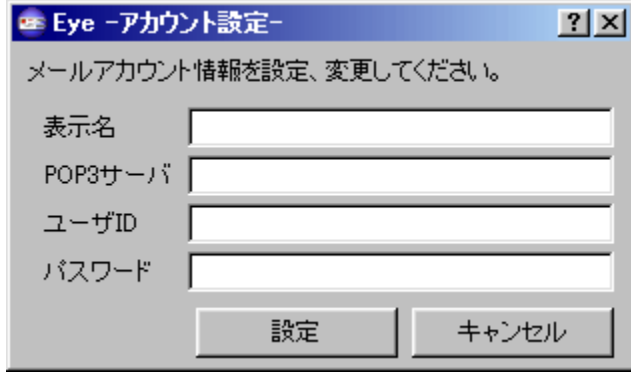 Eye -アカウント設定-
メールアカウント情報を設定、変更してください。
表示名
POP3サーバ
ユーザID
パスワード
設定 キャンセル